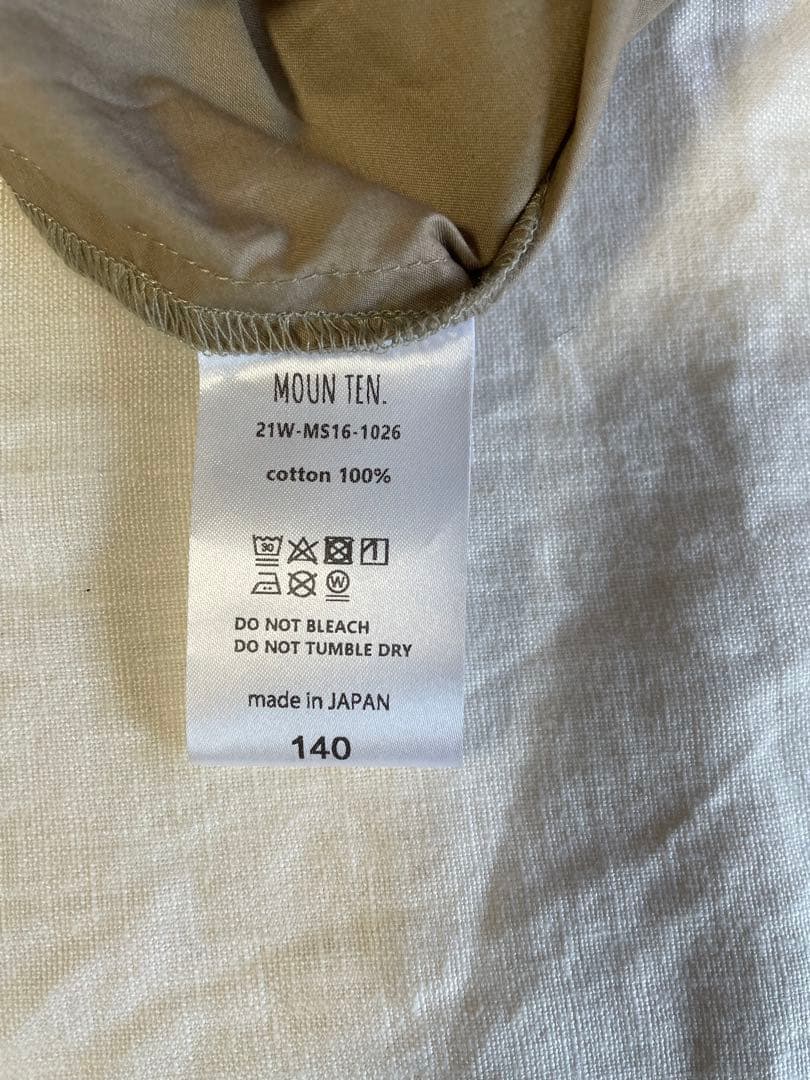 MOUN TEN.
21W-MS16-1026
cotton 100%
DO NOT BLEACH
DO NOT TUMBLE DRY
made in JAPAN
140